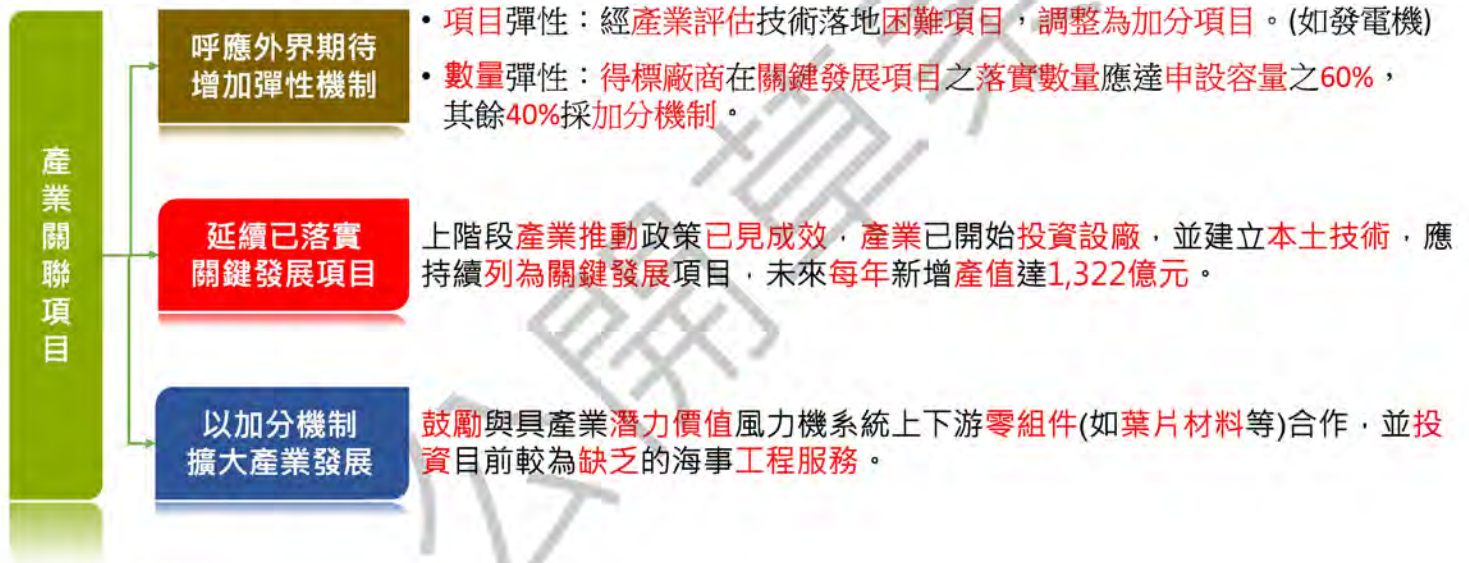 產業關聯項目
呼應外界期待
增加彈性機制
• 項目彈性：經產業評估技術落地困難項目，調整為加分項目。(如發電機)
• 數量彈性：得標廠商在關鍵發展項目之落實數量應達申設容量之60%，
其餘40%採加分機制。
延續已落實
關鍵發展項目
上階段產業推動政策已見成效，產業已開始投資設廠，並建立本土技術，應
持續列為關鍵發展項目，未來每年新增產值達1,322億元。
以加分機制
擴大產業發展
鼓勵與具產業潛力價值風力機系統上下游零組件(如葉片材料等)合作，並投
資目前較為缺乏的海事工程服務。